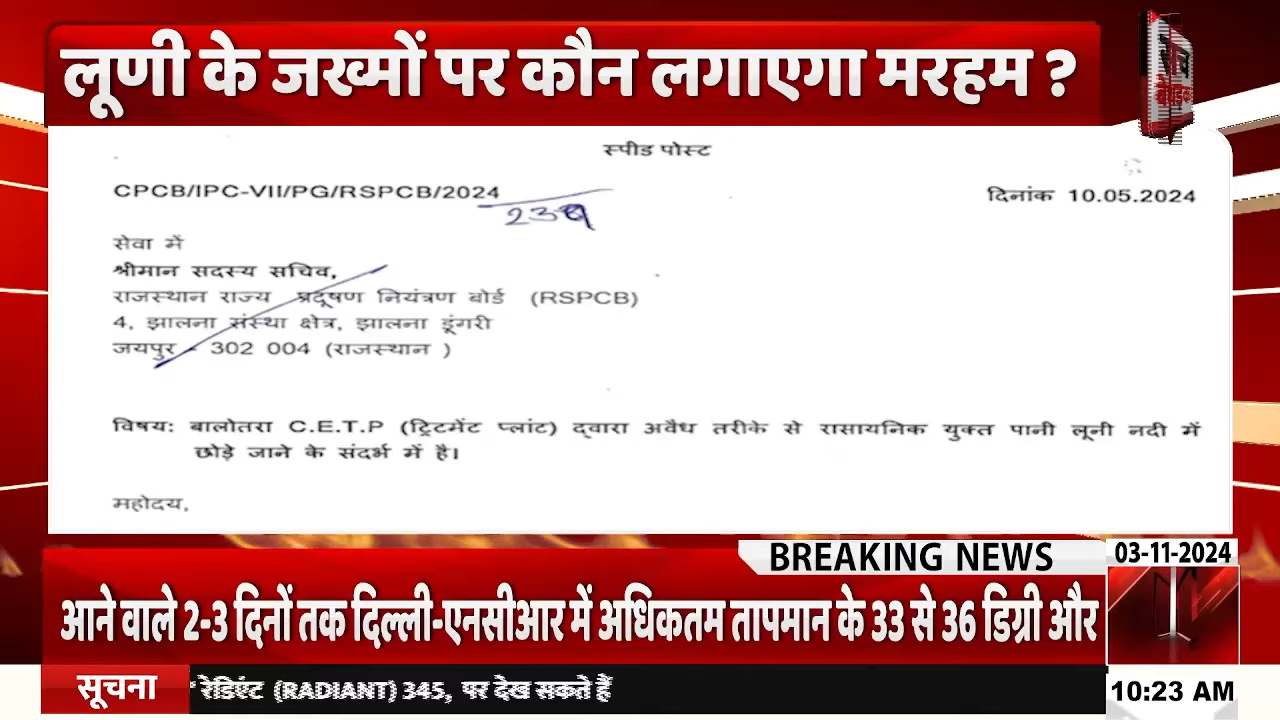 लूणी के जख्मों पर कौन लगाएगा मरहम ?
स्पीड पोस्ट
CPCB/IPC-VII/PG/RSPCB/2024
दिनांक 10.05.2024
सेवा में
श्रीमान सदस्य सचिव,
राजस्थान राज्य प्रदूषण नियंत्रण बोर्ड (RSPCB)
4, झालना संस्था क्षेत्र, झालना डूंगरी
जयपुर - 302 004 (राजस्थान )
विषय: बालोतरा C.E.T.P (ट्रिटमेंट प्लांट) द्वारा अवैध तरीके से रासायनिक युक्त पानी लूनी नदी में
छोड़े जाने के संदर्भ में है।
महोदय,
BREAKING NEWS
03-11-2024
आने वाले 2-3 दिनों तक दिल्ली-एनसीआर में अधिकतम तापमान के 33 से 36 डिग्री और
सूचना
रेडिएंट (RADIANT) 345, पर देख सकते हैं
10:23 AM